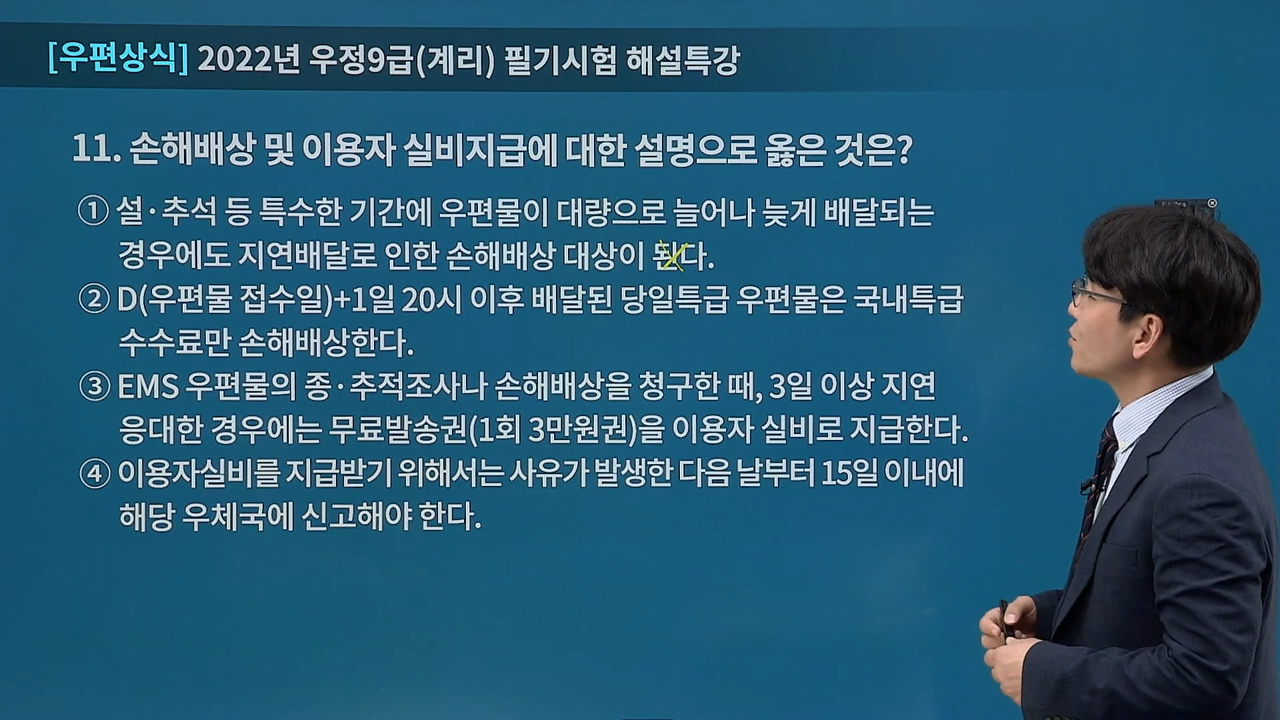 [우편상식] 2022년 우정9급(계리) 필기시험 해설특강
11. 손해배상 및 이용자 실비지급에 대한 설명으로 옳은 것은?
① 설·추석 등 특수한 기간에 우편물이 대량으로 늘어나 늦게 배달되는
경우에도 지연배달로 인한 손해배상 대상이 된다.
② D(우편물 접수일)+1일 20시 이후 배달된 당일특급 우편물은 국내특급
수수료만 손해배상한다.
③ EMS 우편물의 종·추적조사나 손해배상을 청구한 때, 3일 이상 지연
응대한 경우에는 무료발송권(1회 3만원권)을 이용자 실비로 지급한다.
④ 이용자실비를 지급받기 위해서는 사유가 발생한 다음 날부터 15일 이내에
해당 우체국에 신고해야 한다.